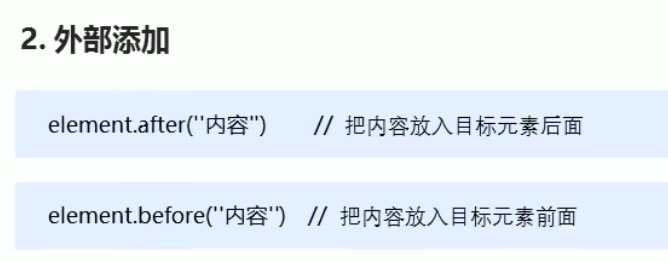 2. 外部添加
element.after(''内容'')        //  把内容放入目标元素后面
element.before(''内容'')    //  把内容放入目标元素前面